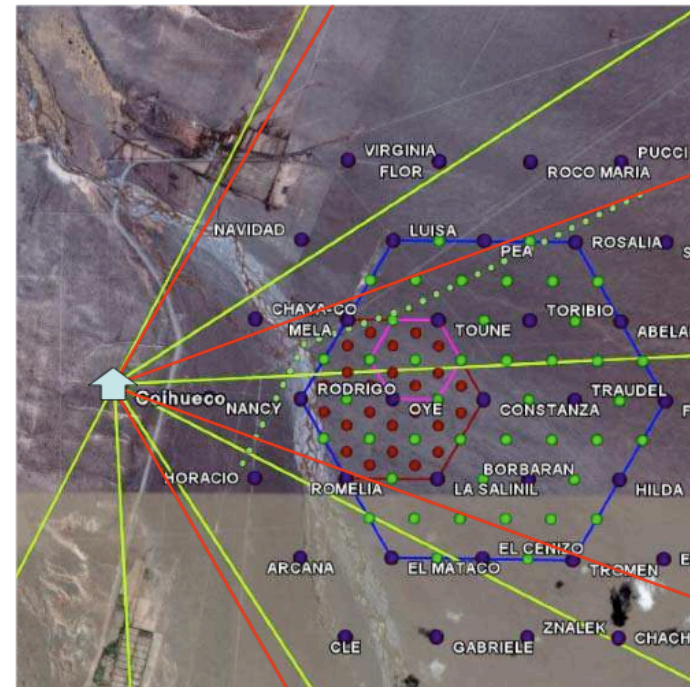 VIRGINIA
FLOR
ROCO MARIA
PUCCI
NAVIDAD
LUISA
PEA
ROSALIA
S
CHAYA-CO
MELA
TOUNE
TORIBIO
ABELA
Coihueco
NANCY
RODRIGO
OYE
CONSTANZA
TRAUDEL
F
HORACIO
ROMELIA
LA SALINIL
BORBARAN
HILDA
ARCANA
EL MATACO
EL CENIZO
TROMEN
E
CLE
GABRIELE
ZNALEK
CHACH